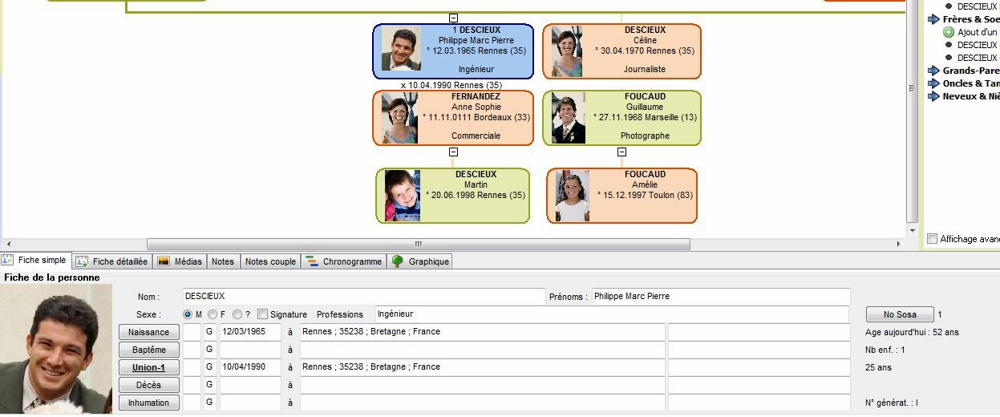 1 DESCIEUX
Philippe Marc Pierre
° 12.03.1965 Rennes (35)
Ingénieur
x 10.04.1990 Rennes (35)
FERNANDEZ
Anne Sophie
° 11.11.0111 Bordeaux (33)
Commerciale
DESCIEUX
Martin
° 20.06.1998 Rennes (35)
DESCIEUX
Céline
° 30.04.1970 Rennes (35)
Journaliste
FOUCAUD
Guillaume
° 27.11.1968 Marseille (13)
Photographe
FOUCAUD
Amélie
° 15.12.1997 Toulon (83)
DESCIEUX
Frères & Soe
Ajout d'un
DESCIEUX
DESCIEUX
Grands-Pare
Oncles & Tan
Neveux & Niè
Affichage avanc
Fiche simple Fiche détaillée Médias Notes Notes couple Chronogramme Graphique
Fiche de la personne
Nom : DESCIEUX Prénoms : Philippe Marc Pierre
Sexe : M F ? Signature Professions Ingénieur No Sosa 1
Naissance G 12/03/1965 à Rennes ; 35238 ; Bretagne ; France Age aujourd'hui : 52 ans
Baptême G à Nb enf. : 1
Union-1 G 10/04/1990 à Rennes ; 35238 ; Bretagne ; France 25 ans
Décès G à
Inhumation G à N° générat. : I